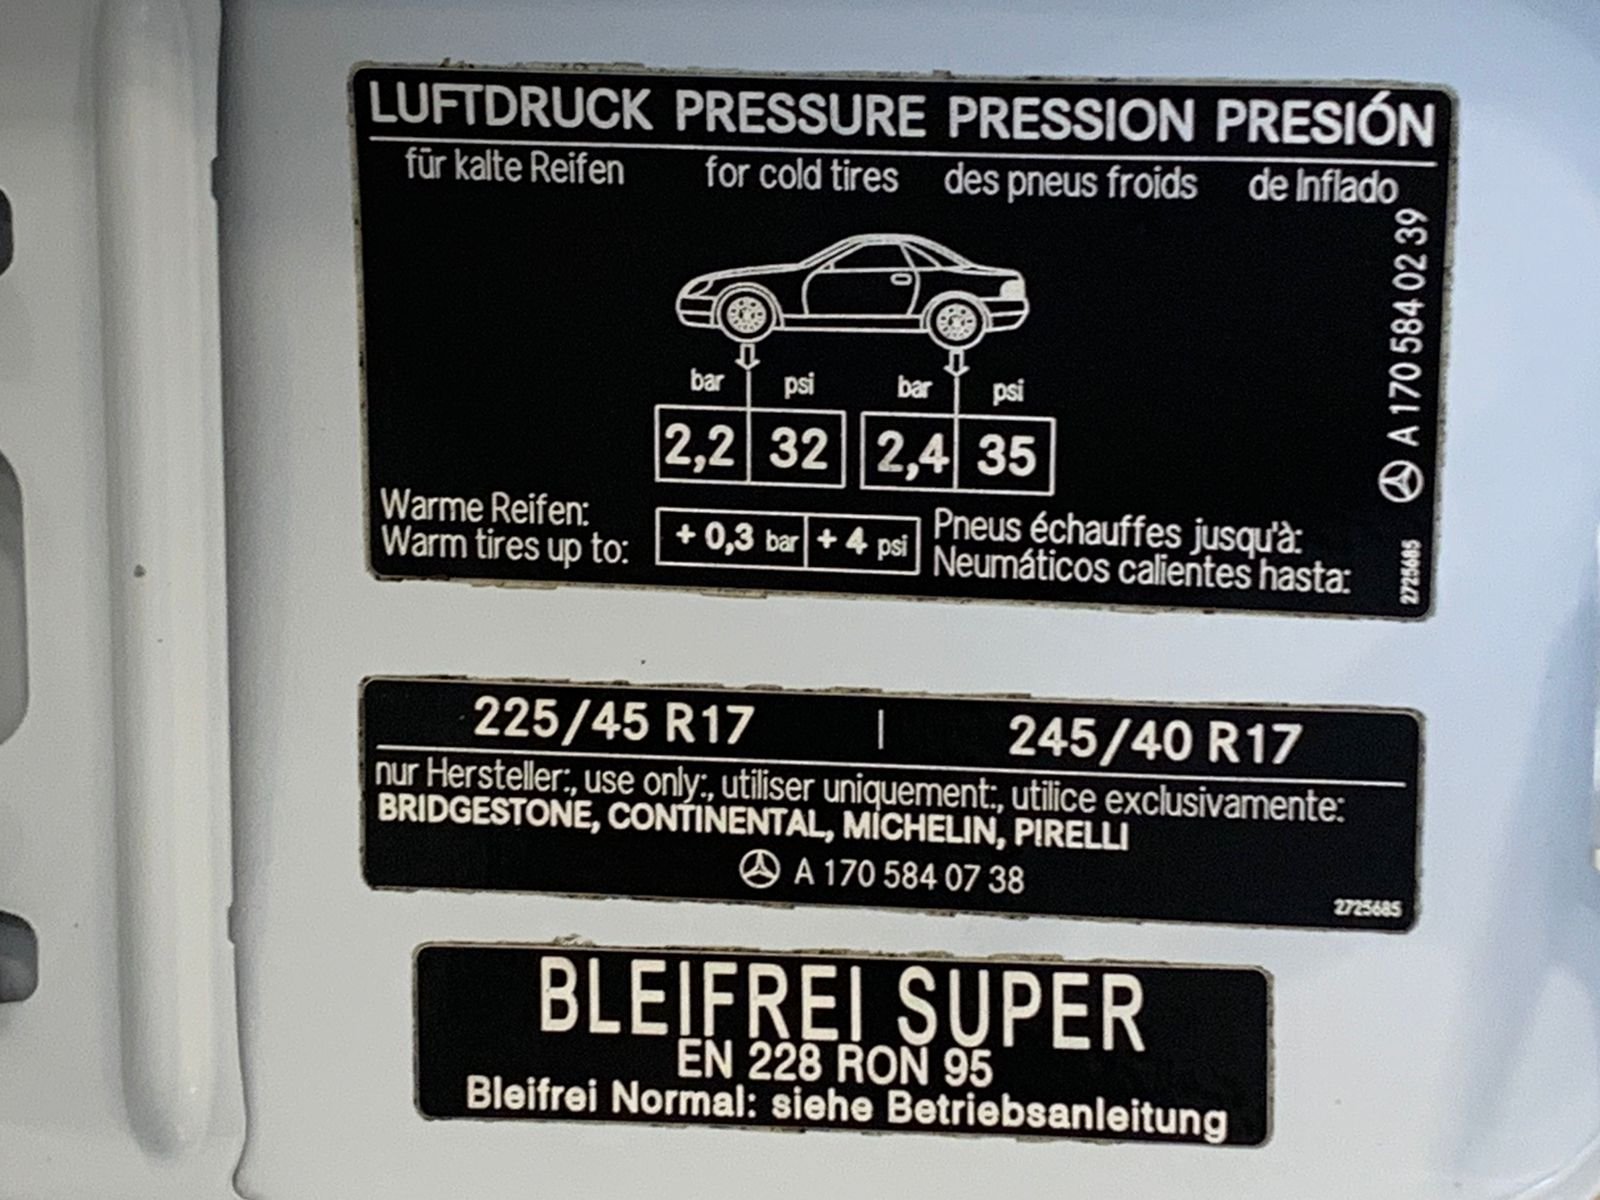 LUFTDRUCK PRESSURE PRESSION PRESIÓN
für kalte Reifen for cold tires des pneus froids de Inflado
bar psi bar psi
2,2 32 2,4 35
Warme Reifen:
Warm tires up to:
+ 0,3 bar + 4 psi
Pneus échauffes jusqu'à:
Neumáticos calientes hasta:
A 170 584 02 39
2725685
225/45 R17 | 245/40 R17
nur Hersteller:, use only:, utiliser uniquement:, utilice exclusivamente:
BRIDGESTONE, CONTINENTAL, MICHELIN, PIRELLI
A 170 584 07 38
2725685
BLEIFREI SUPER
EN 228 RON 95
Bleifrei Normal: siehe Betriebsanleitung